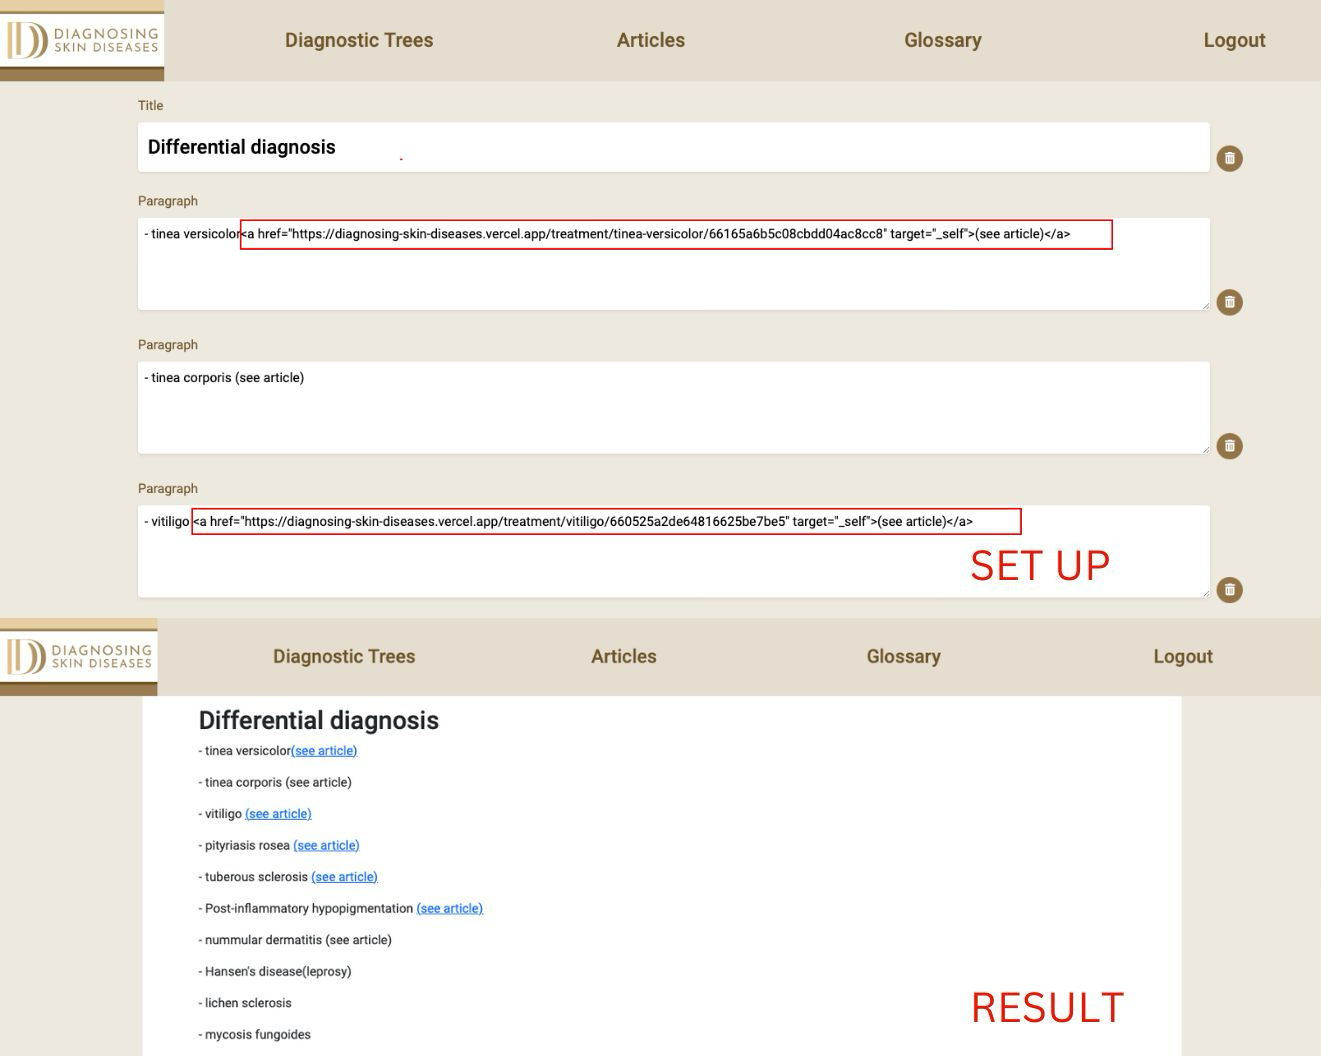 DIAGNOSING
SKIN DISEASES
Diagnostic Trees
Articles
Glossary
Logout
Title
Differential diagnosis
Paragraph
- tinea versicolor<a href="https://diagnosing-skin-diseases.vercel.app/treatment/tinea-versicolor/66165a6b5c08cbdd04ac8cc8" target="_self">(see article)</a>
Paragraph
- tinea corporis (see article)
Paragraph
- vitiligo <a href="https://diagnosing-skin-diseases.vercel.app/treatment/vitiligo/660525a2de64816625be7be5" target="_self">(see article)</a>
SET UP
DIAGNOSING
SKIN DISEASES
Diagnostic Trees
Articles
Glossary
Logout
Differential diagnosis
- tinea versicolor(see article)
- tinea corporis (see article)
- vitiligo (see article)
- pityriasis rosea (see article)
- tuberous sclerosis (see article)
- Post-inflammatory hypopigmentation (see article)
- nummular dermatitis (see article)
- Hansen's disease(leprosy)
- lichen sclerosis
- mycosis fungoides
RESULT